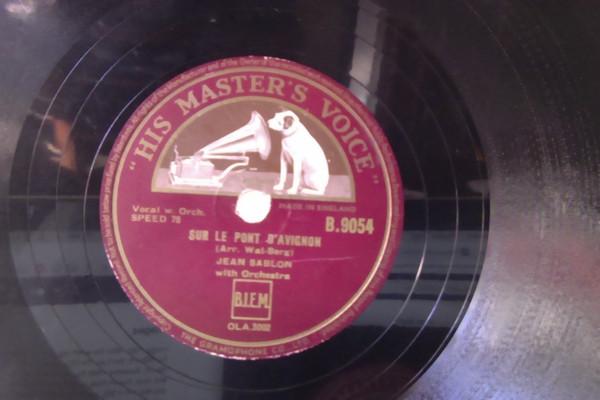 "HIS MASTER'S VOICE"
MADE IN ENGLAND
Vocal w. Orch.
SPEED 78
B.9054
SUR LE PONT D'AVIGNON
(Arr. Wal-Berg)
JEAN SABLON
with Orchestra
B.I.E.M.
OLA.3002
THE GRAMOPHONE CO. LTD.